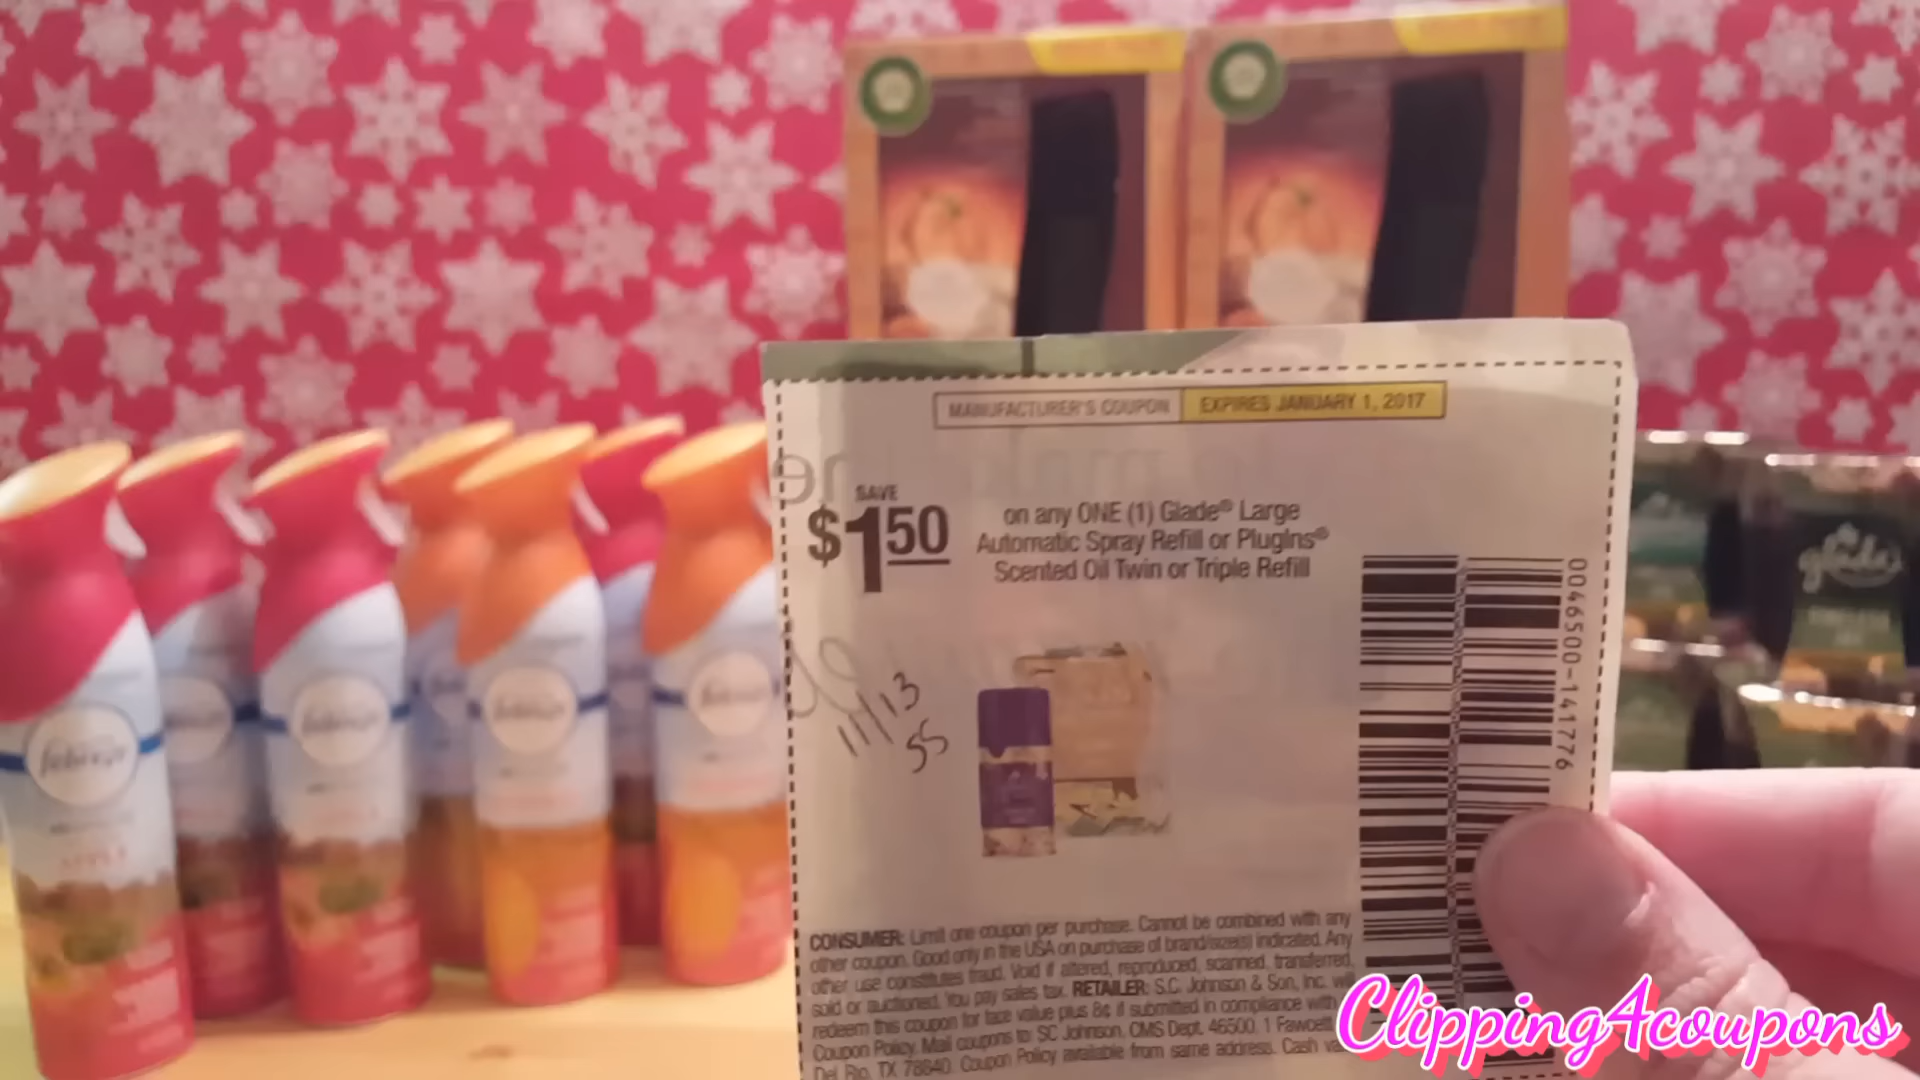 MANUFACTURER'S COUPON EXPIRES JANUARY 1, 2017
SAVE
$1.50
on any ONE (1) Glade® Large
Automatic Spray Refill or PlugIns®
Scented Oil Twin or Triple Refill
0046500-141776
11/13
SS
CONSUMER: Limit one coupon per purchase. Cannot be combined with any
other coupon. Good only in the USA on purchase of brand/size(s) indicated. Any
other use constitutes fraud. Void if altered, reproduced, scanned, transferred,
sold or auctioned. You pay sales tax. RETAILER: S.C. Johnson & Son, Inc. will
redeem this coupon for face value plus 8¢ if submitted in compliance with
Coupon Policy. Mail coupons to: SC Johnson, CMS Dept. 46500, 1 Fawcett
Del Rio, TX 78840. Coupon Policy available from same address. Cash
febreze
febreze
febreze
febreze
APPLE
glade
Clipping4coupons